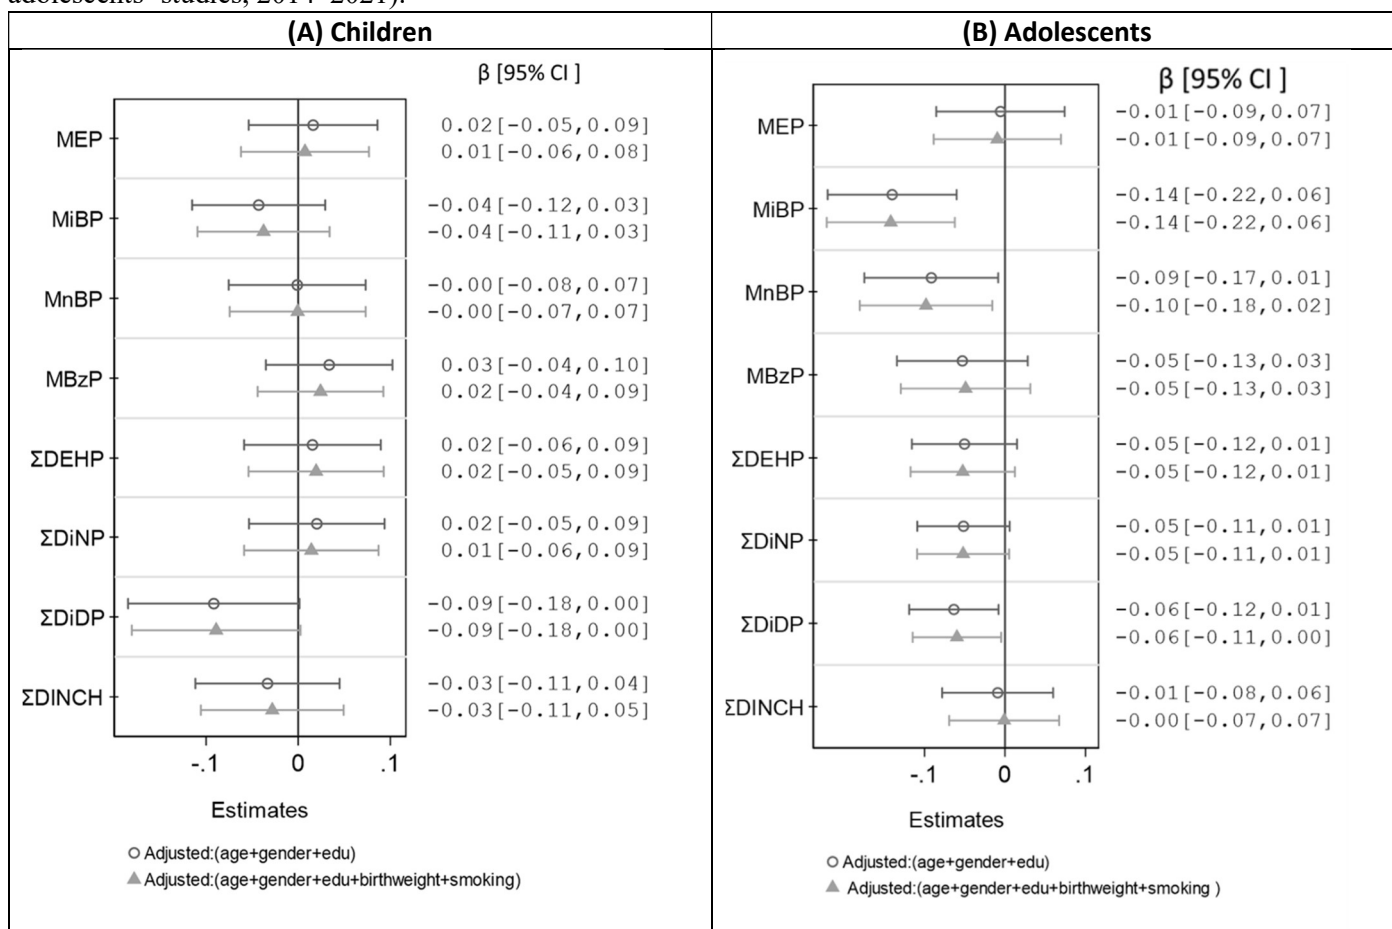 adolescents' studies, 2014–2021).
(A) Children
(B) Adolescents
β [95% CI ]
MEP
0.02[-0.05,0.09]
0.01[-0.06,0.08]
MiBP
-0.04[-0.12,0.03]
-0.04[-0.11,0.03]
MnBP
-0.00[-0.08,0.07]
-0.00[-0.07,0.07]
MBzP
0.03[-0.04,0.10]
0.02[-0.04,0.09]
ΣDEHP
0.02[-0.06,0.09]
0.02[-0.05,0.09]
ΣDiNP
0.02[-0.05,0.09]
0.01[-0.06,0.09]
ΣDiDP
-0.09[-0.18,0.00]
-0.09[-0.18,0.00]
ΣDINCH
-0.03[-0.11,0.04]
-0.03[-0.11,0.05]
-.1 0 .1
Estimates
Adjusted:(age+gender+edu)
Adjusted:(age+gender+edu+birthweight+smoking)
β [95% CI ]
MEP
-0.01[-0.09,0.07]
-0.01[-0.09,0.07]
MiBP
-0.14[-0.22,0.06]
-0.14[-0.22,0.06]
MnBP
-0.09[-0.17,0.01]
-0.10[-0.18,0.02]
MBzP
-0.05[-0.13,0.03]
-0.05[-0.13,0.03]
ΣDEHP
-0.05[-0.12,0.01]
-0.05[-0.12,0.01]
ΣDiNP
-0.05[-0.11,0.01]
-0.05[-0.11,0.01]
ΣDiDP
-0.06[-0.12,0.01]
-0.06[-0.11,0.00]
ΣDINCH
-0.01[-0.08,0.06]
-0.00[-0.07,0.07]
-.1 0 .1
Estimates
Adjusted:(age+gender+edu)
Adjusted:(age+gender+edu+birthweight+smoking )